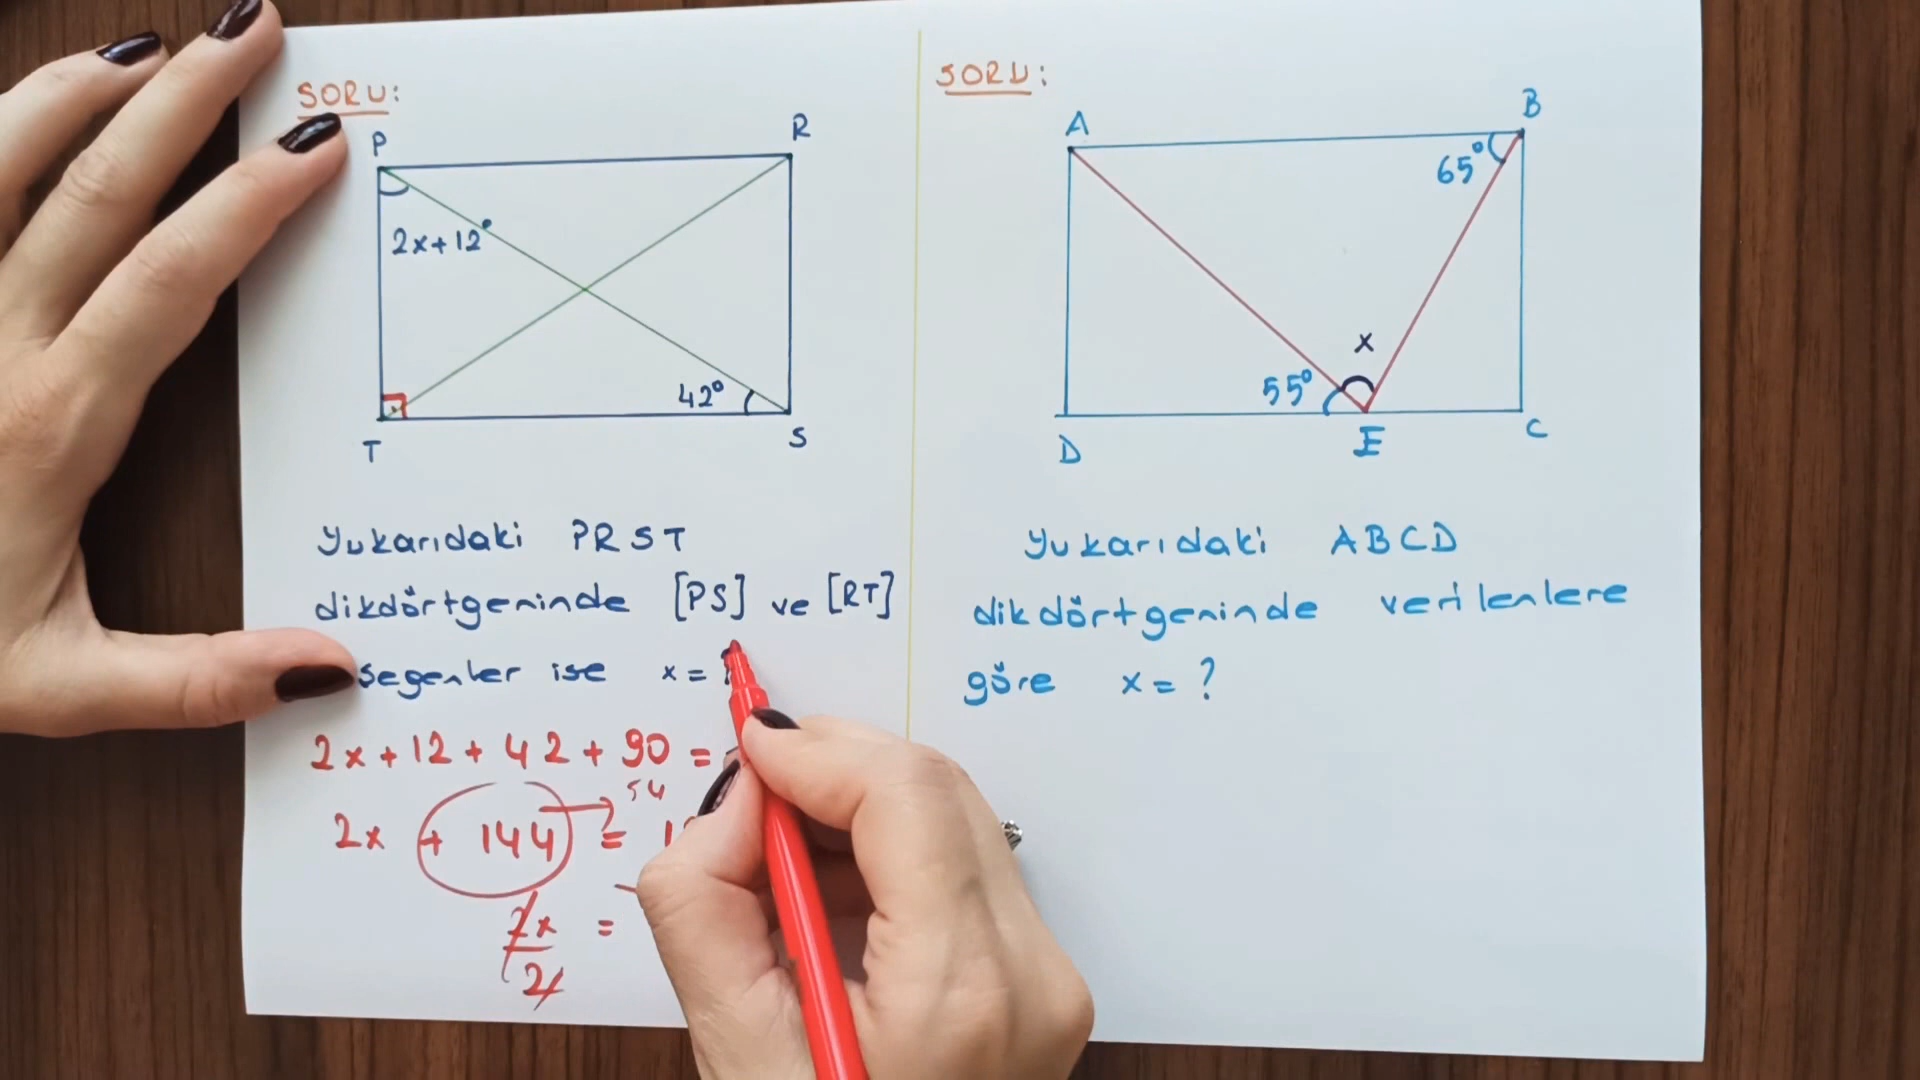 SORU:
P
R
2x+12°
42°
T
S
Yukarıdaki PRST
dikdörtgeninde [PS] ve [RT]
ise x =
2x + 12 + 42 + 90 =
54
2x + 144 =
2x =
2
SORU:
A
B
65°
x
55°
D
E
C
Yukarıdaki ABCD
dikdörtgeninde verilenlere
göre x = ?